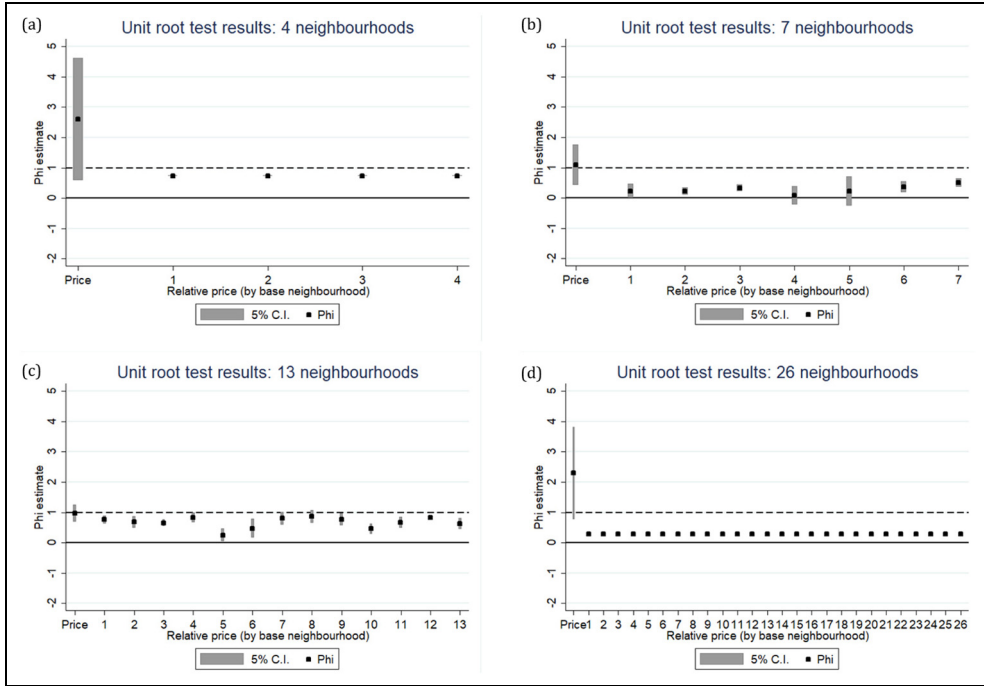 (a)
Unit root test results: 4 neighbourhoods
Phi estimate
5
4
3
2
1
0
-1
-2
Price 1 2 3 4
Relative price (by base neighbourhood)
5% C.I. Phi
(b)
Unit root test results: 7 neighbourhoods
Phi estimate
5
4
3
2
1
0
-1
-2
Price 1 2 3 4 5 6 7
Relative price (by base neighbourhood)
5% C.I. Phi
(c)
Unit root test results: 13 neighbourhoods
Phi estimate
5
4
3
2
1
0
-1
-2
Price 1 2 3 4 5 6 7 8 9 10 11 12 13
Relative price (by base neighbourhood)
5% C.I. Phi
(d)
Unit root test results: 26 neighbourhoods
Phi estimate
5
4
3
2
1
0
-1
-2
Price1 2 3 4 5 6 7 8 9 10 11 12 13 14 15 16 17 18 19 20 21 22 23 24 25 26
Relative price (by base neighbourhood)
5% C.I. Phi